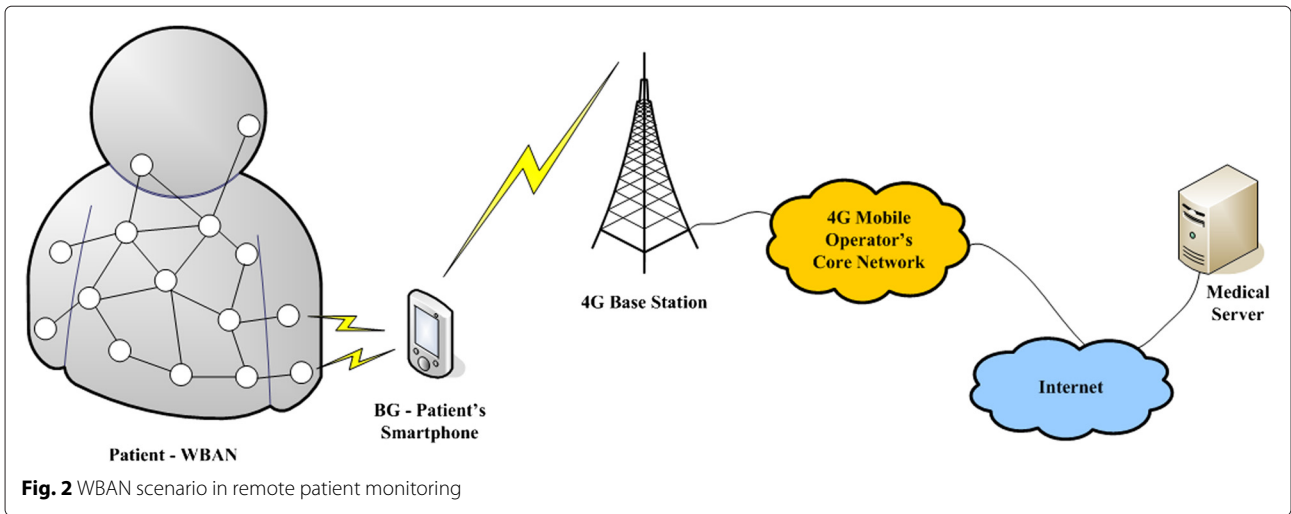 4G Mobile
Operator's
Core Network
4G Base Station
Medical
Server
Internet
BG - Patient's
Smartphone
Patient - WBAN
Fig. 2 WBAN scenario in remote patient monitoring